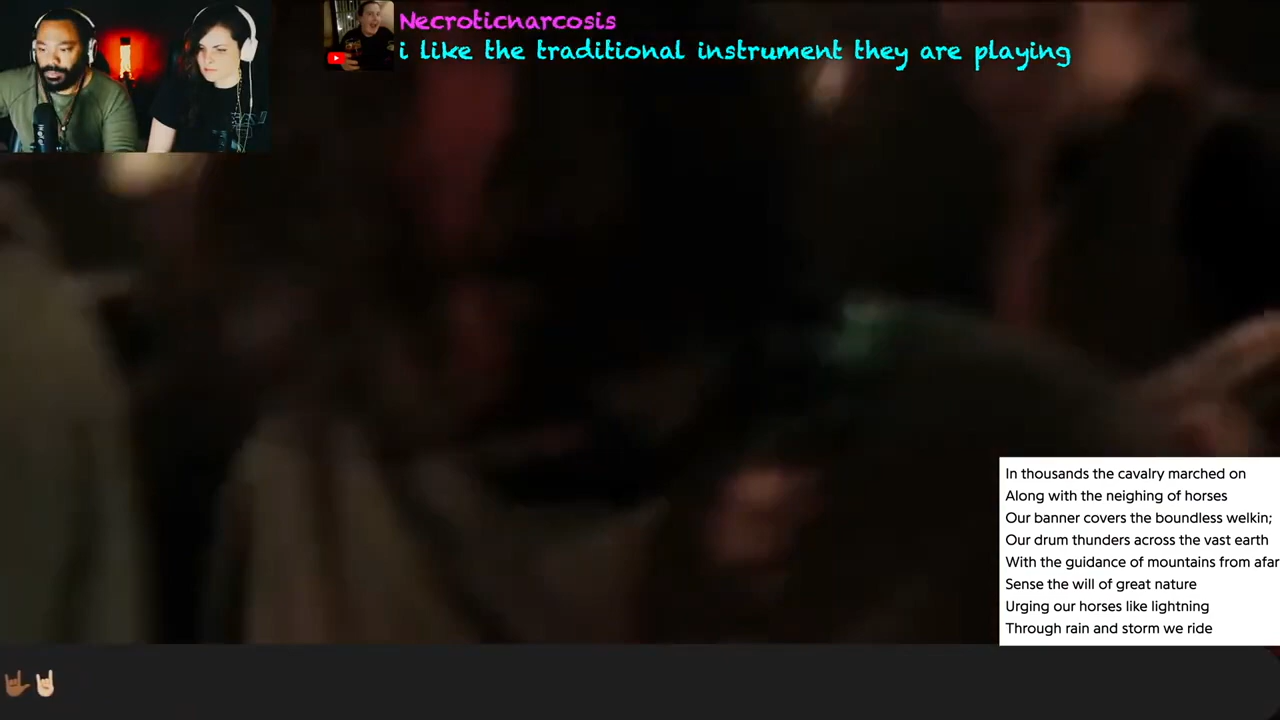 Necroticnarcosis
i like the traditional instrument they are playing
In thousands the cavalry marched on
Along with the neighing of horses
Our banner covers the boundless welkin;
Our drum thunders across the vast earth
With the guidance of mountains from afar
Sense the will of great nature
Urging our horses like lightning
Through rain and storm we ride